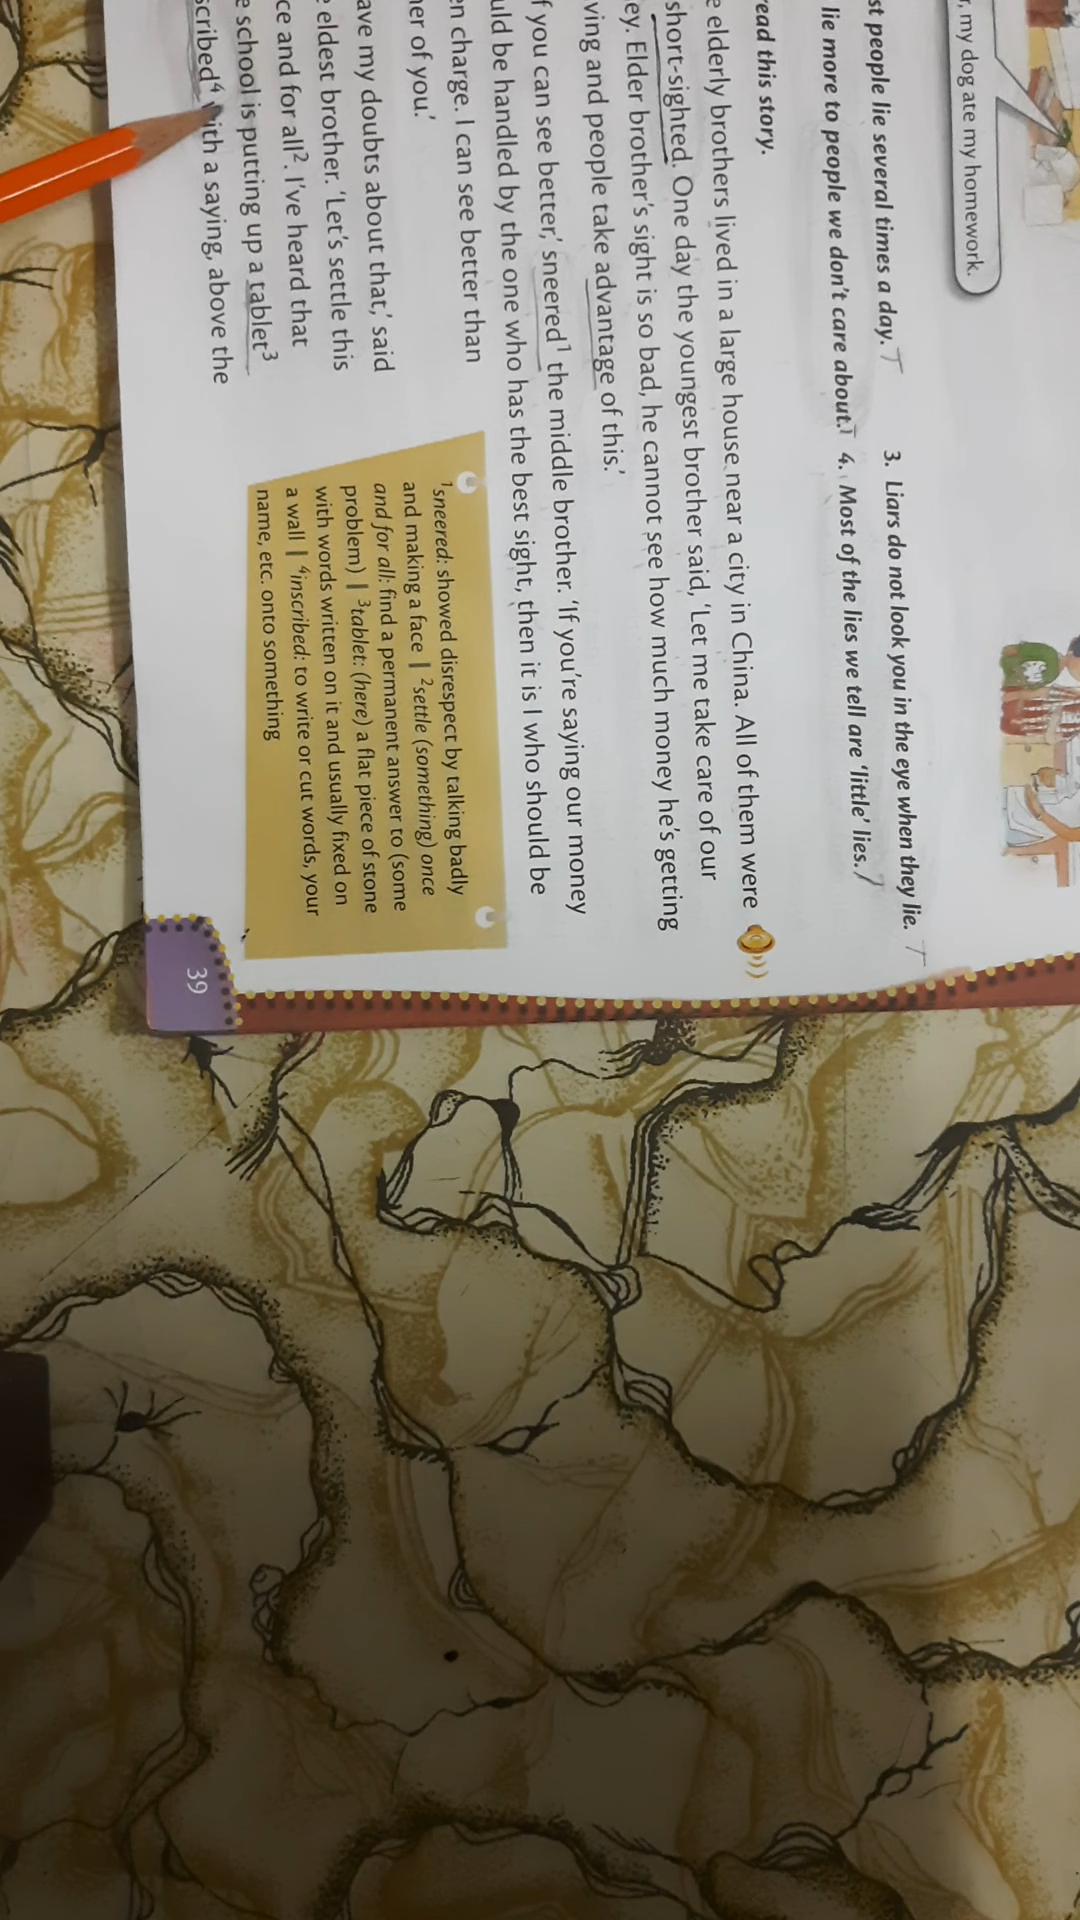 my dog ate my homework.
people lie several times a day. T
lie more to people we don't care about. T
3. Liars do not look you in the eye when they lie. T
4. Most of the lies we tell are 'little' lies. T
this story.
elderly brothers lived in a large house near a city in China. All of them were
short-sighted. One day the youngest brother said, 'Let me take care of our
Elder brother's sight is so bad, he cannot see how much money he's getting
and people take advantage of this.'
you can see better,' sneered¹ the middle brother. 'If you're saying our money
be handled by the one who has the best sight, then it is I who should be
charge. I can see better than
of you.'
my doubts about that,' said
eldest brother. 'Let's settle this
and for all². I've heard that
school is putting up a tablet³
scribed⁴ with a saying, above the
¹sneered: showed disrespect by talking badly
and making a face | ²settle (something) once
and for all: find a permanent answer to (some
problem) | ³tablet: (here) a flat piece of stone
with words written on it and usually fixed on
a wall | ⁴inscribed: to write or cut words, your
name, etc. onto something
39